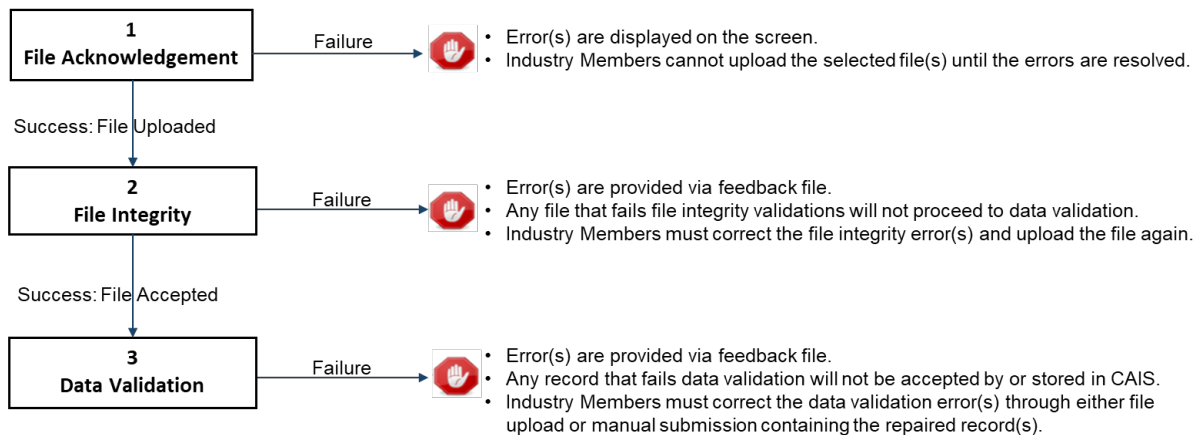 1
File Acknowledgement
Failure
• Error(s) are displayed on the screen.
• Industry Members cannot upload the selected file(s) until the errors are resolved.
Success: File Uploaded
2
File Integrity
Failure
• Error(s) are provided via feedback file.
• Any file that fails file integrity validations will not proceed to data validation.
• Industry Members must correct the file integrity error(s) and upload the file again.
Success: File Accepted
3
Data Validation
Failure
• Error(s) are provided via feedback file.
• Any record that fails data validation will not be accepted by or stored in CAIS.
• Industry Members must correct the data validation error(s) through either file
upload or manual submission containing the repaired record(s).